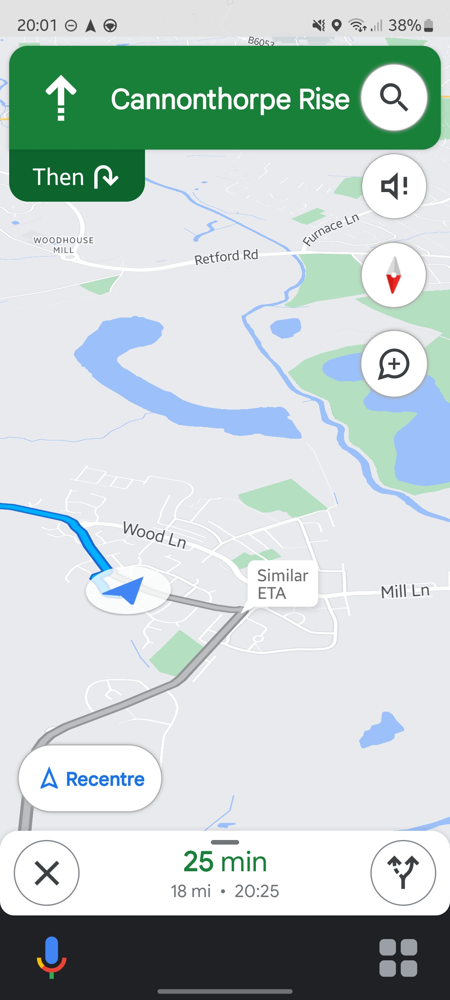 20:01
38%
B6053
Cannonthorpe Rise
Then
Furnace Ln
WOODHOUSE
MILL
Retford Rd
Wood Ln
Similar
ETA
Mill Ln
Recentre
25 min
18 mi • 20:25